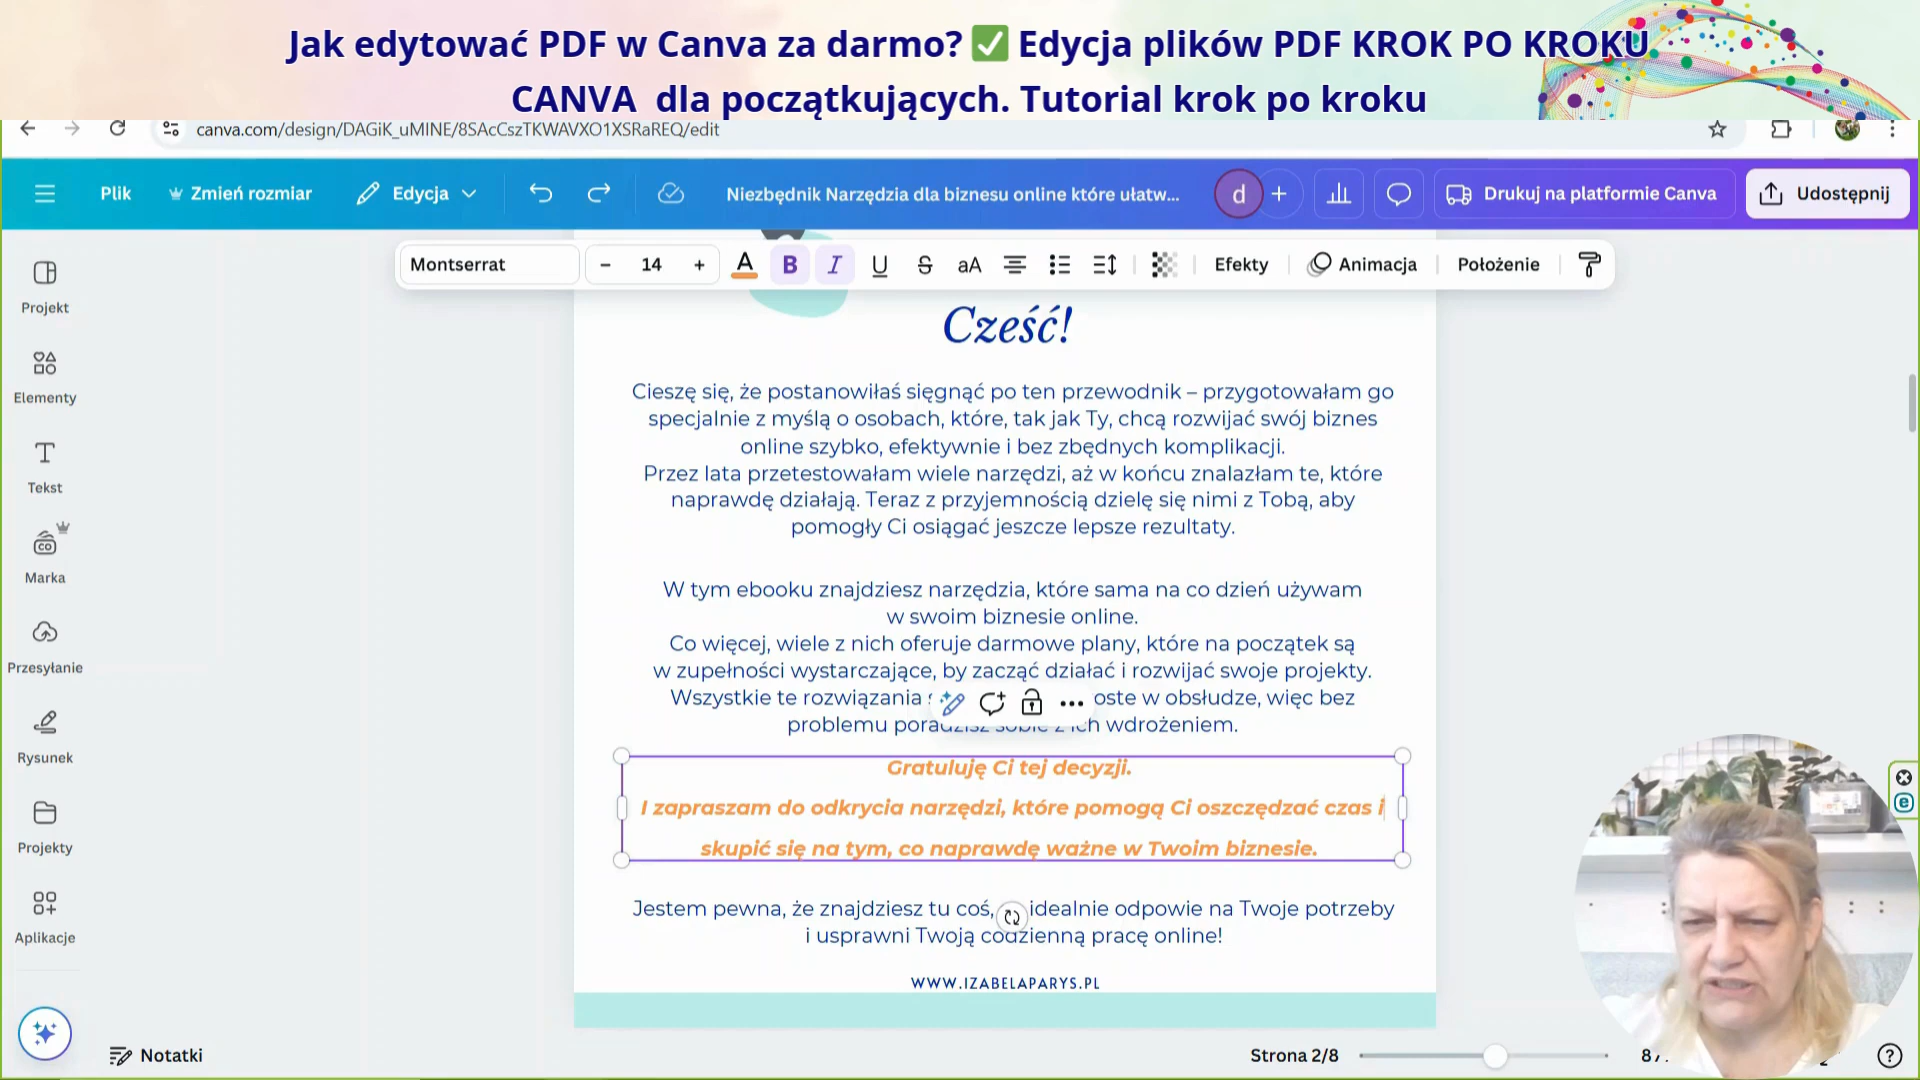 Jak edytować PDF w Canva za darmo? ✅ Edycja plików PDF KROK PO KROKU
CANVA dla początkujących. Tutorial krok po kroku
canva.com/design/DAGiK_uMINE/8SAcCszTKWAVXO1XSRaREQ/edit
Plik
Zmień rozmiar
Edycja
Niezbędnik Narzędzia dla biznesu online które ułatw...
d
Drukuj na platformie Canva
Udostępnij
Montserrat
- 14 +
A B I U S aA
Efekty
Animacja
Położenie
Projekt
Elementy
Tekst
Marka
Przesyłanie
Rysunek
Projekty
Aplikacje
Cześć!
Cieszę się, że postanowiłaś sięgnąć po ten przewodnik – przygotowałam go
specjalnie z myślą o osobach, które, tak jak Ty, chcą rozwijać swój biznes
online szybko, efektywnie i bez zbędnych komplikacji.
Przez lata przetestowałam wiele narzędzi, aż w końcu znalazłam te, które
naprawdę działają. Teraz z przyjemnością dzielę się nimi z Tobą, aby
pomogły Ci osiągać jeszcze lepsze rezultaty.
W tym ebooku znajdziesz narzędzia, które sama na co dzień używam
w swoim biznesie online.
Co więcej, wiele z nich oferuje darmowe plany, które na początek są
w zupełności wystarczające, by zacząć działać i rozwijać swoje projekty.
Wszystkie te rozwiązania oste w obsłudze, więc bez
problemu poradzisz sobie z ich wdrożeniem.
Gratuluję Ci tej decyzji.
I zapraszam do odkrycia narzędzi, które pomogą Ci oszczędzać czas i
skupić się na tym, co naprawdę ważne w Twoim biznesie.
Jestem pewna, że znajdziesz tu coś, idealnie odpowie na Twoje potrzeby
i usprawni Twoją codzienną pracę online!
WWW.IZABELAPARYS.PL
Notatki
Strona 2/8